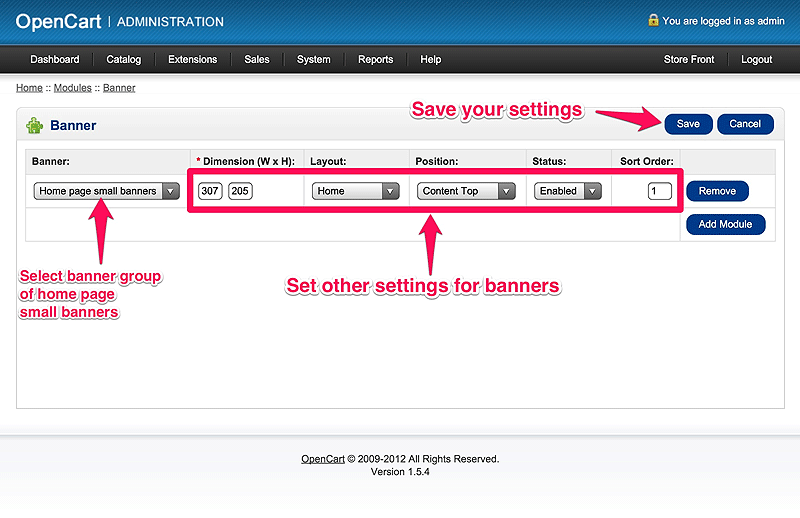 OpenCart | ADMINISTRATION
You are logged in as admin
Dashboard Catalog Extensions Sales System Reports Help Store Front Logout
Home :: Modules :: Banner
Save your settings
Banner
Save Cancel
Banner: * Dimension (W x H): Layout: Position: Status: Sort Order:
Home page small banners 307 205 Home Content Top Enabled 1 Remove
Add Module
Select banner group
of home page
small banners
Set other settings for banners
OpenCart © 2009-2012 All Rights Reserved.
Version 1.5.4